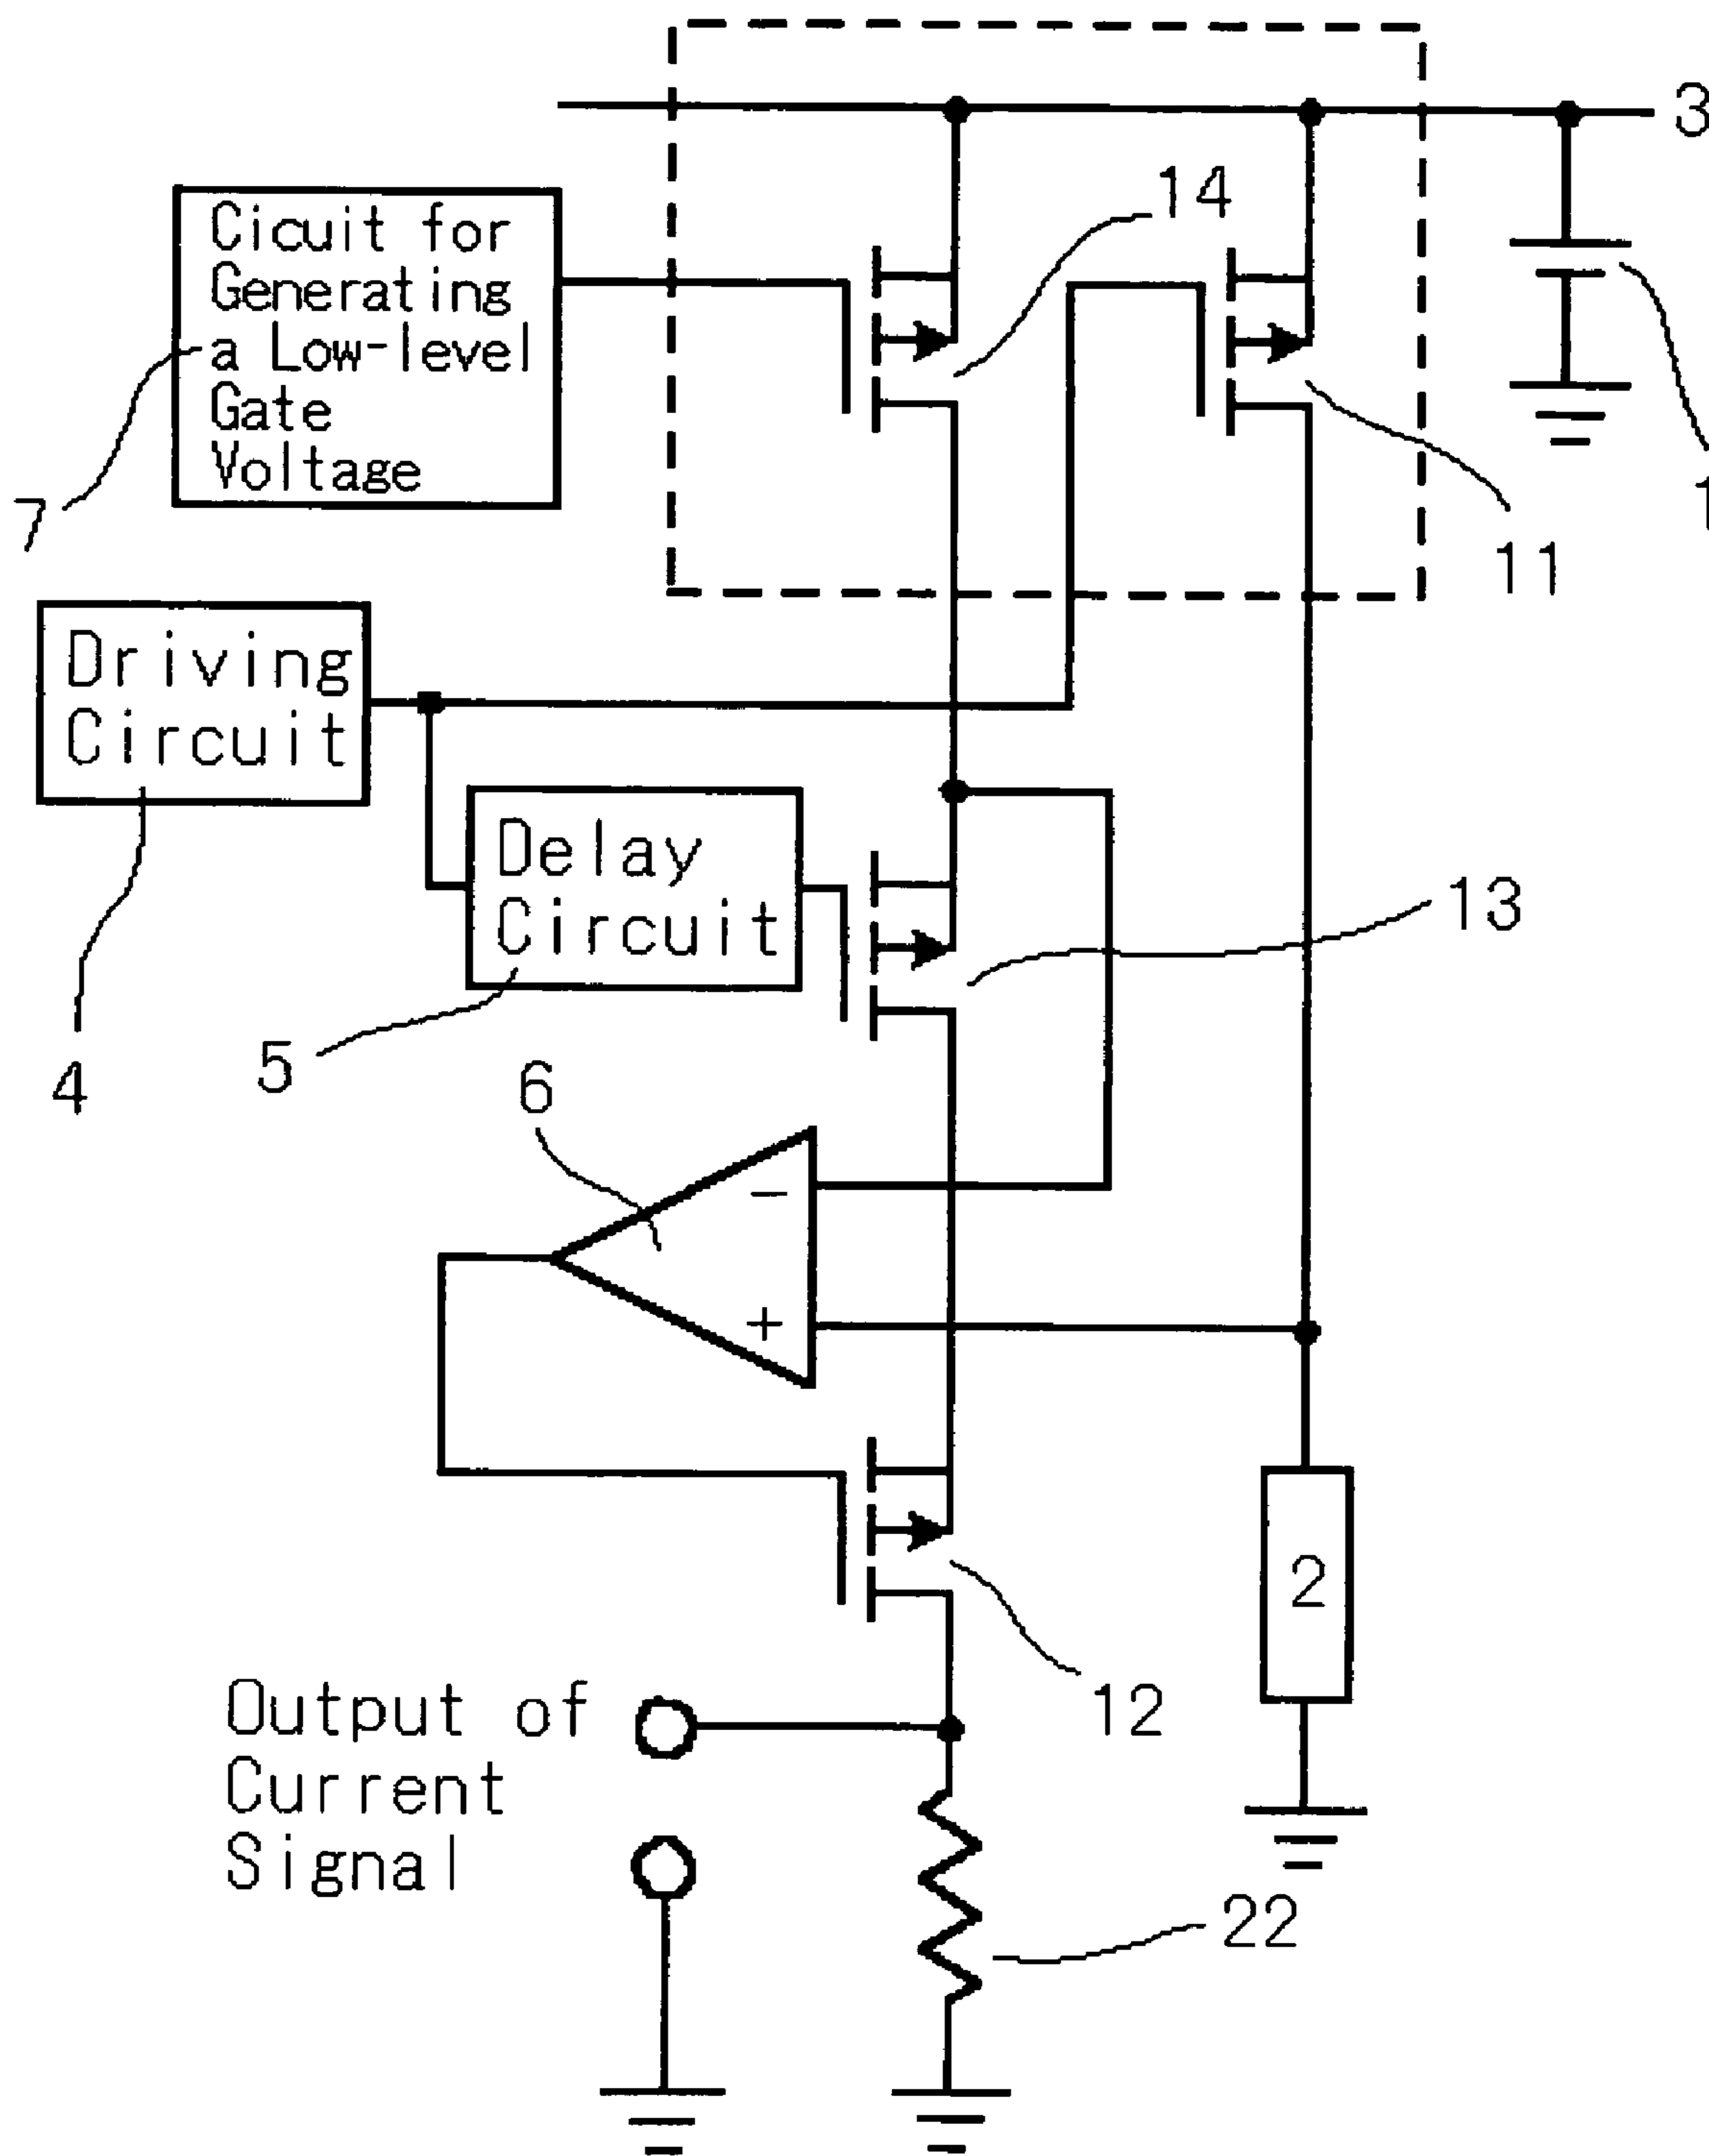 3
14
Cicuit for
Generating
a Low-level
Gate
Voltage
7
1
11
Driving
Circuit
4
Delay
Circuit
5
13
6
-
+
2
12
Output of
Current
Signal
22